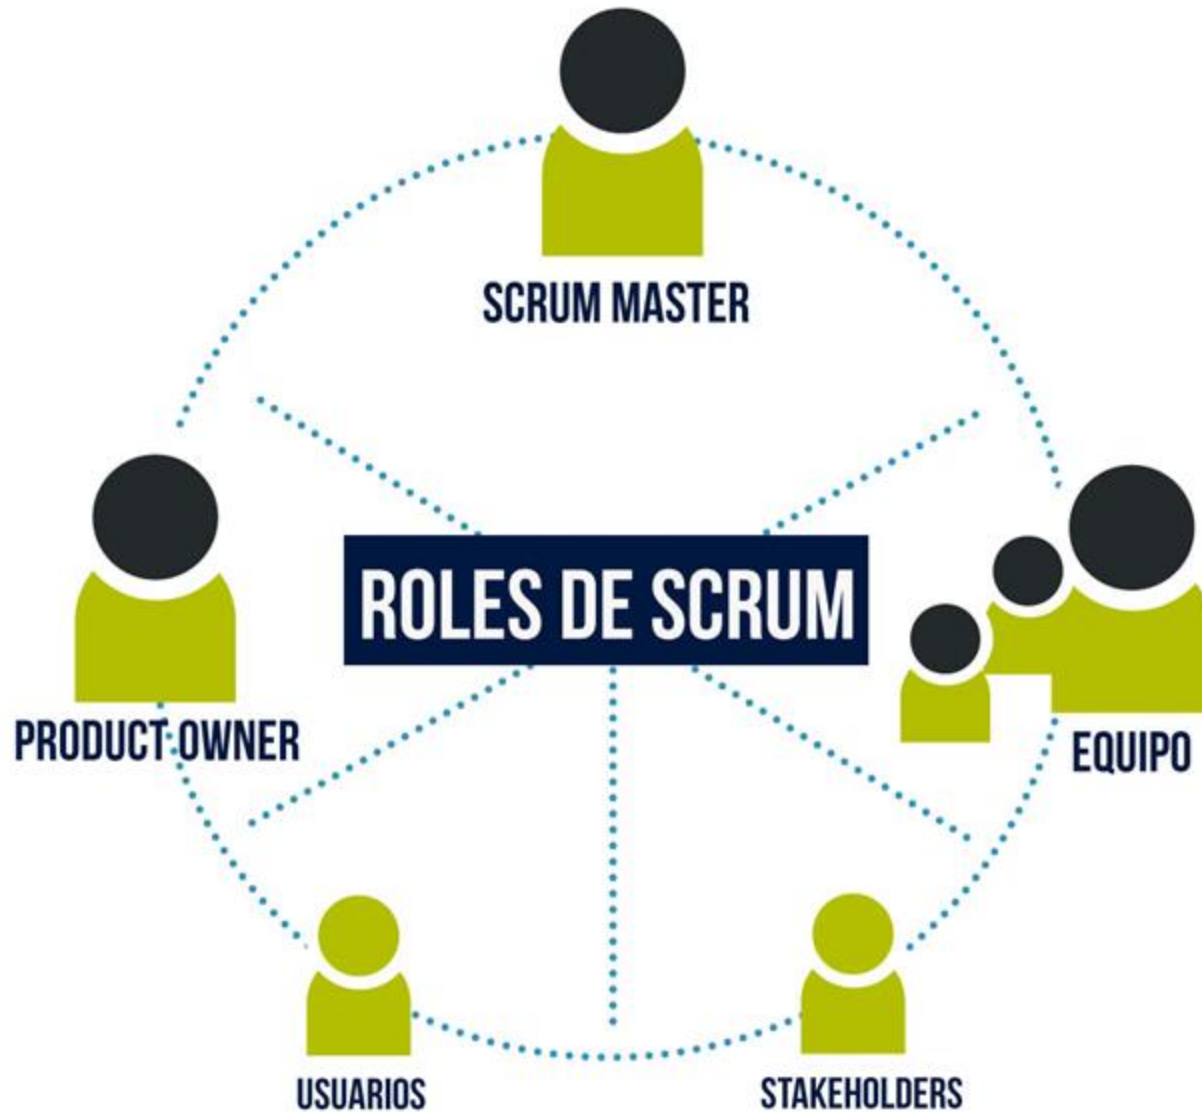 SCRUM MASTER
ROLES DE SCRUM
PRODUCT OWNER
EQUIPO
USUARIOS
STAKEHOLDERS